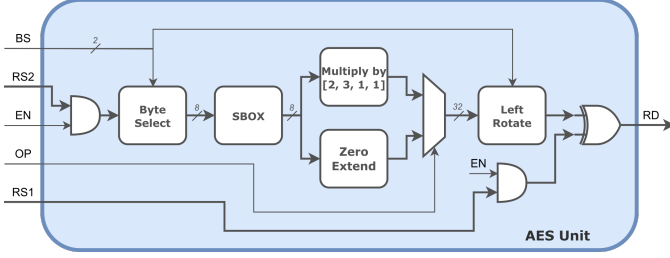 BS
2
RS2
EN
OP
RS1
Byte
Select
8
SBOX
8
Multiply by
[2, 3, 1, 1]
Zero
Extend
32
Left
Rotate
EN
RD
AES Unit